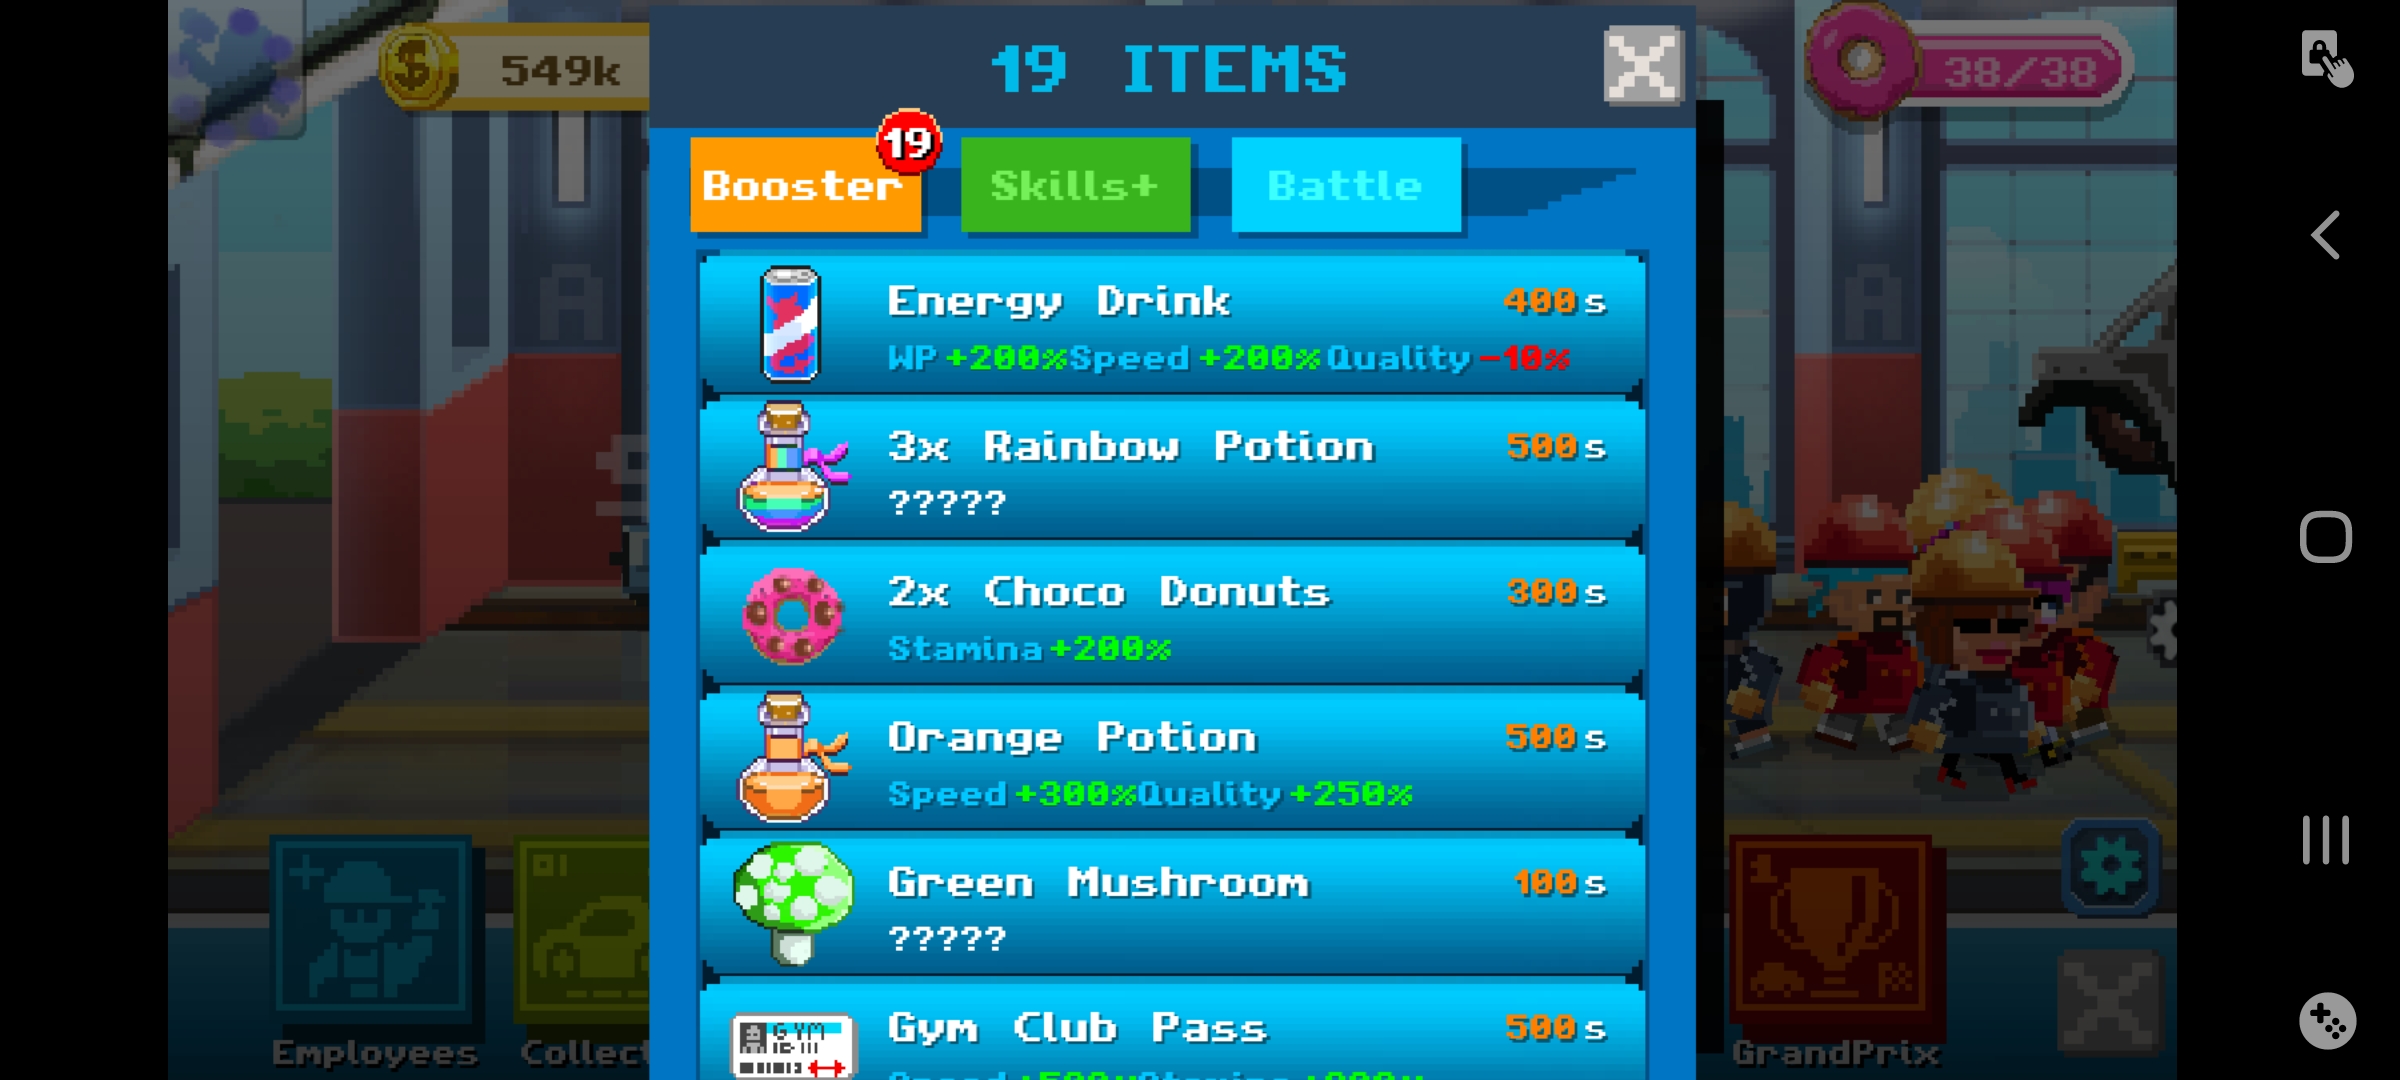 549k
19 ITEMS
38/38
19
Booster
Skills+
Battle
Energy Drink
400s
WP +200% Speed +200% Quality -10%
3x Rainbow Potion
500s
?????
2x Choco Donuts
300s
Stamina +200%
Orange Potion
500s
Speed +300% Quality +250%
Green Mushroom
100s
?????
Gym Club Pass
500s
GYM
A
A
1
Employees
Collect
GrandPrix